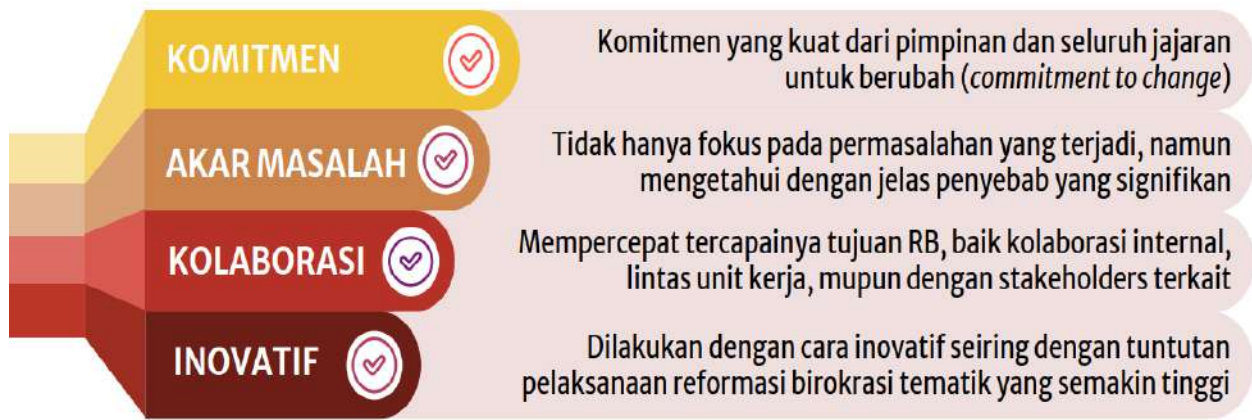 KOMITMEN
Komitmen yang kuat dari pimpinan dan seluruh jajaran
untuk berubah (commitment to change)
AKAR MASALAH
Tidak hanya fokus pada permasalahan yang terjadi, namun
mengetahui dengan jelas penyebab yang signifikan
KOLABORASI
Mempercepat tercapainya tujuan RB, baik kolaborasi internal,
lintas unit kerja, mupun dengan stakeholders terkait
INOVATIF
Dilakukan dengan cara inovatif seiring dengan tuntutan
pelaksanaan reformasi birokrasi tematik yang semakin tinggi